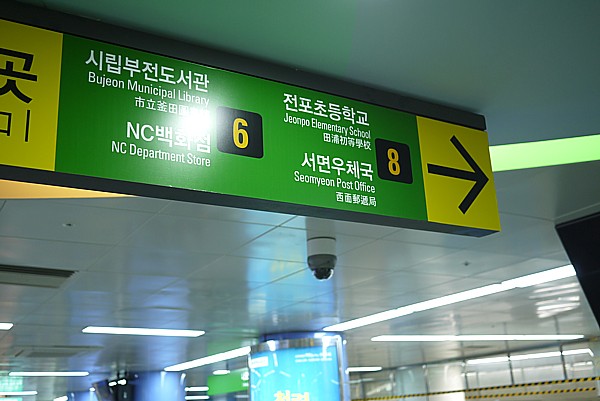 곳
시립부전도서관
Bujeon Municipal Library
NC백화점
NC Department Store
6
전포초등학교
Jeonpo Elementary School
田浦初等學校
서면우체국
Seomyeon Post Office
西面郵遞局
8